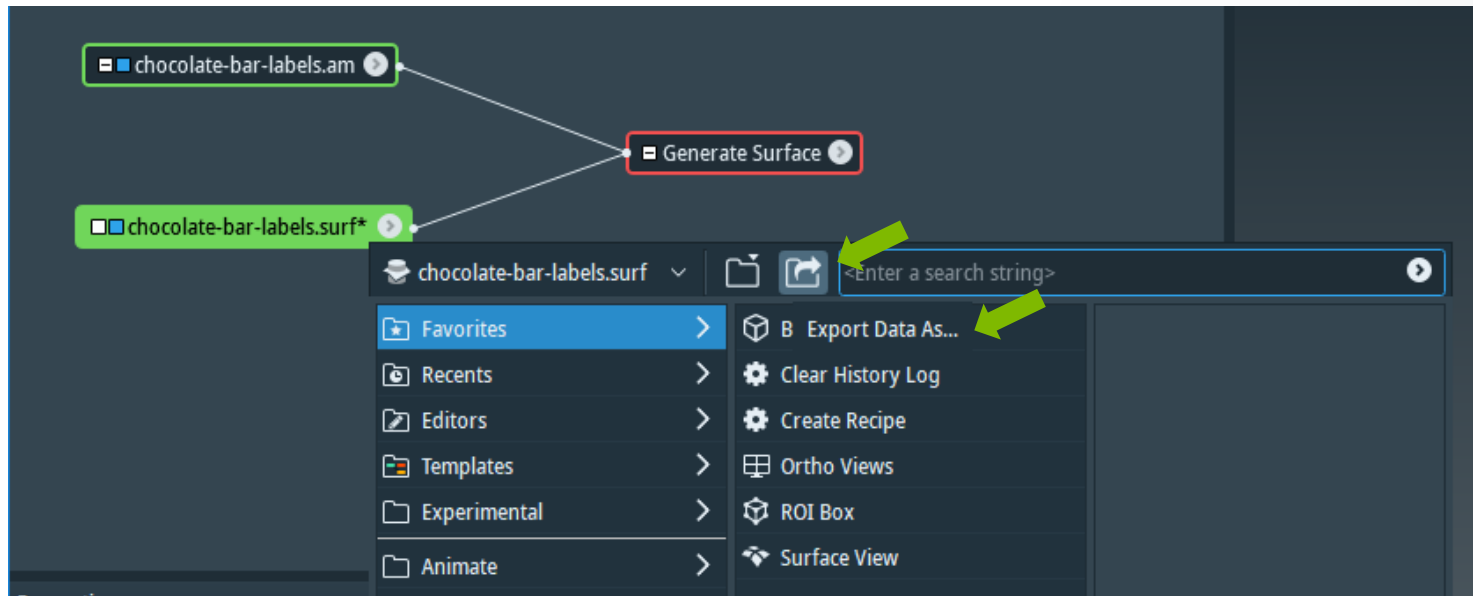 chocolate-bar-labels.am
Generate Surface
chocolate-bar-labels.surf*
chocolate-bar-labels.surf
<Enter a search string>
Favorites
B Export Data As...
Recents
Clear History Log
Editors
Create Recipe
Templates
Ortho Views
Experimental
ROI Box
Animate
Surface View